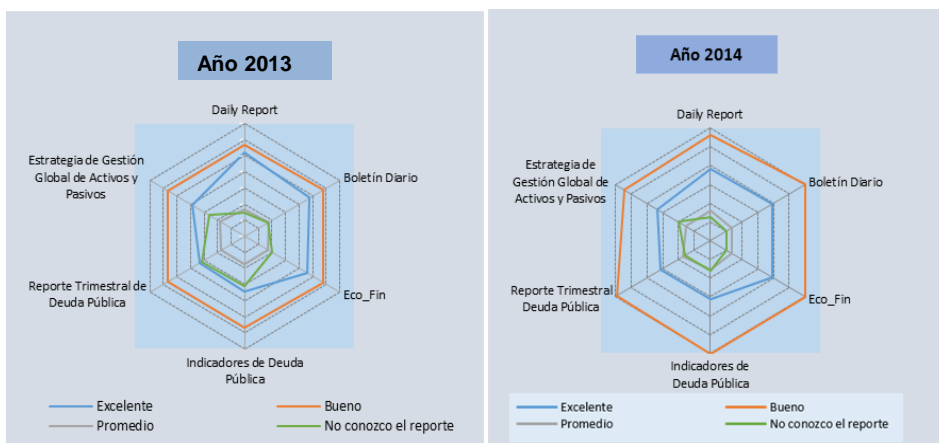 Año 2013
Daily Report
Estrategia de Gestión
Global de Activos y
Pasivos
Boletín Diario
Reporte Trimestral de
Deuda Pública
Eco_Fin
Indicadores de Deuda
Pública
Excelente
Bueno
Promedio
No conozco el reporte
Año 2014
Daily Report
Estrategia de
Gestión Global de
Activos y Pasivos
Boletín Diario
Reporte Trimestral
Deuda Pública
Eco_Fin
Indicadores de
Deuda Pública
Excelente
Bueno
Promedio
No conozco el reporte